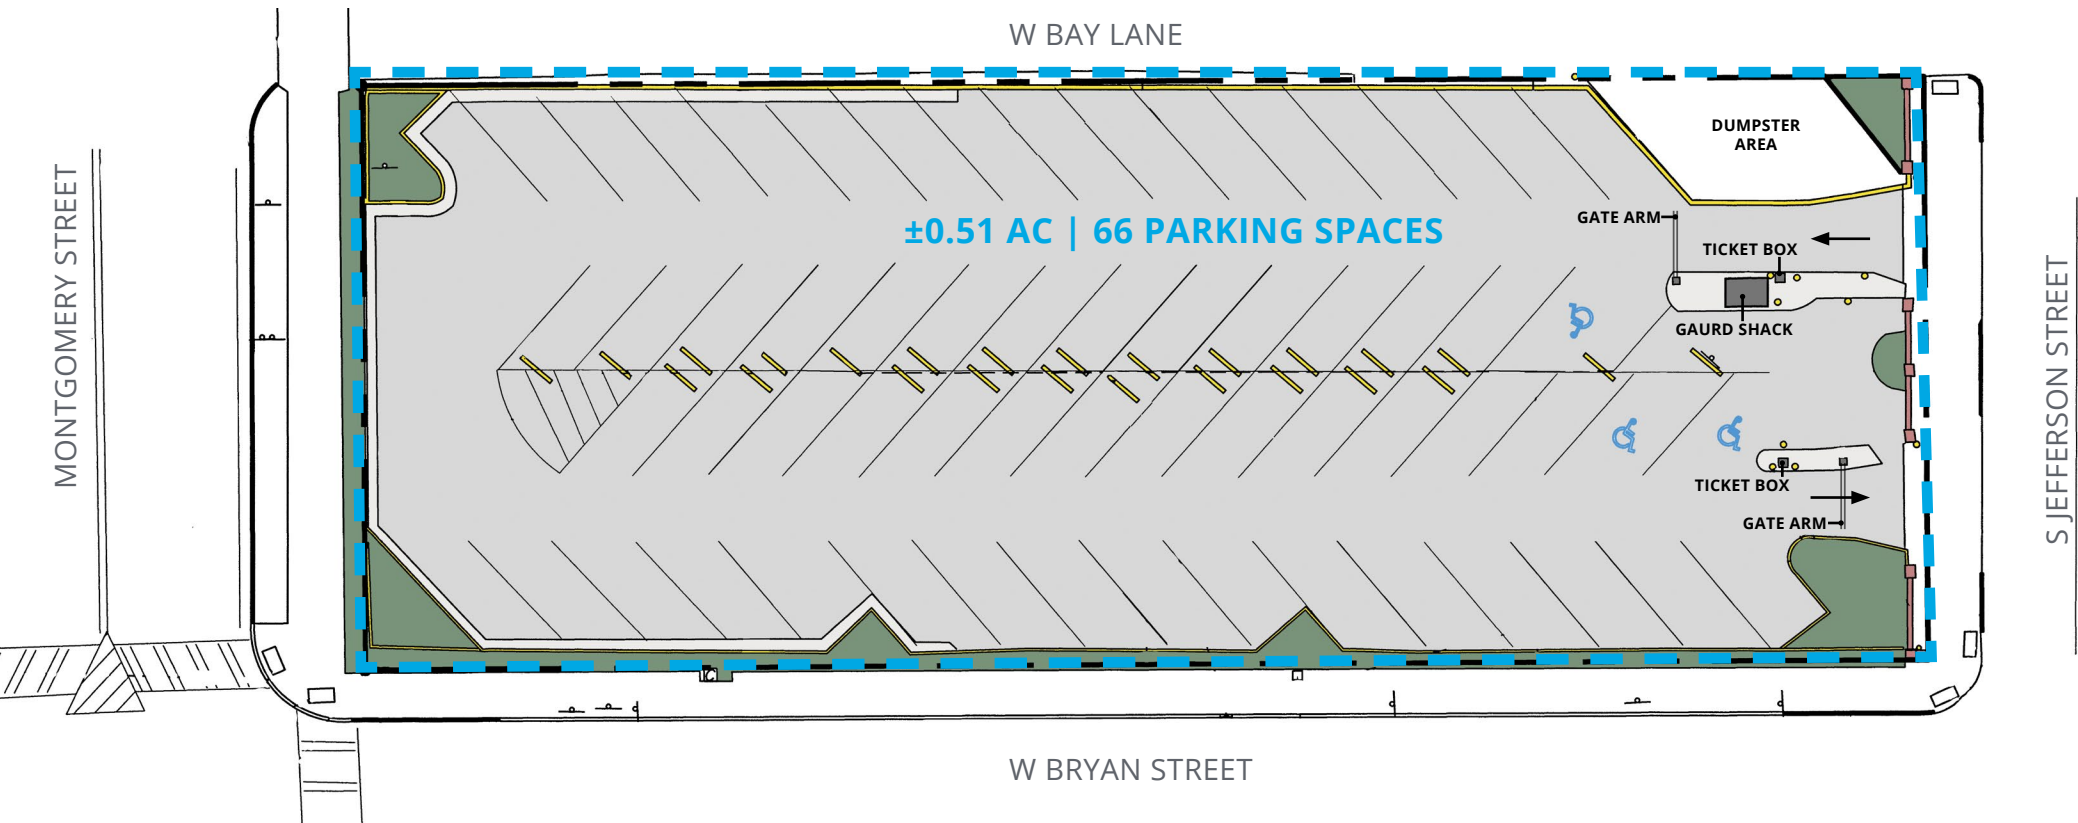 W BAY LANE
DUMPSTER
AREA
MONTGOMERY STREET
±0.51 AC | 66 PARKING SPACES
GATE ARM
TICKET BOX
GAURD SHACK
S JEFFERSON STREET
TICKET BOX
GATE ARM
W BRYAN STREET